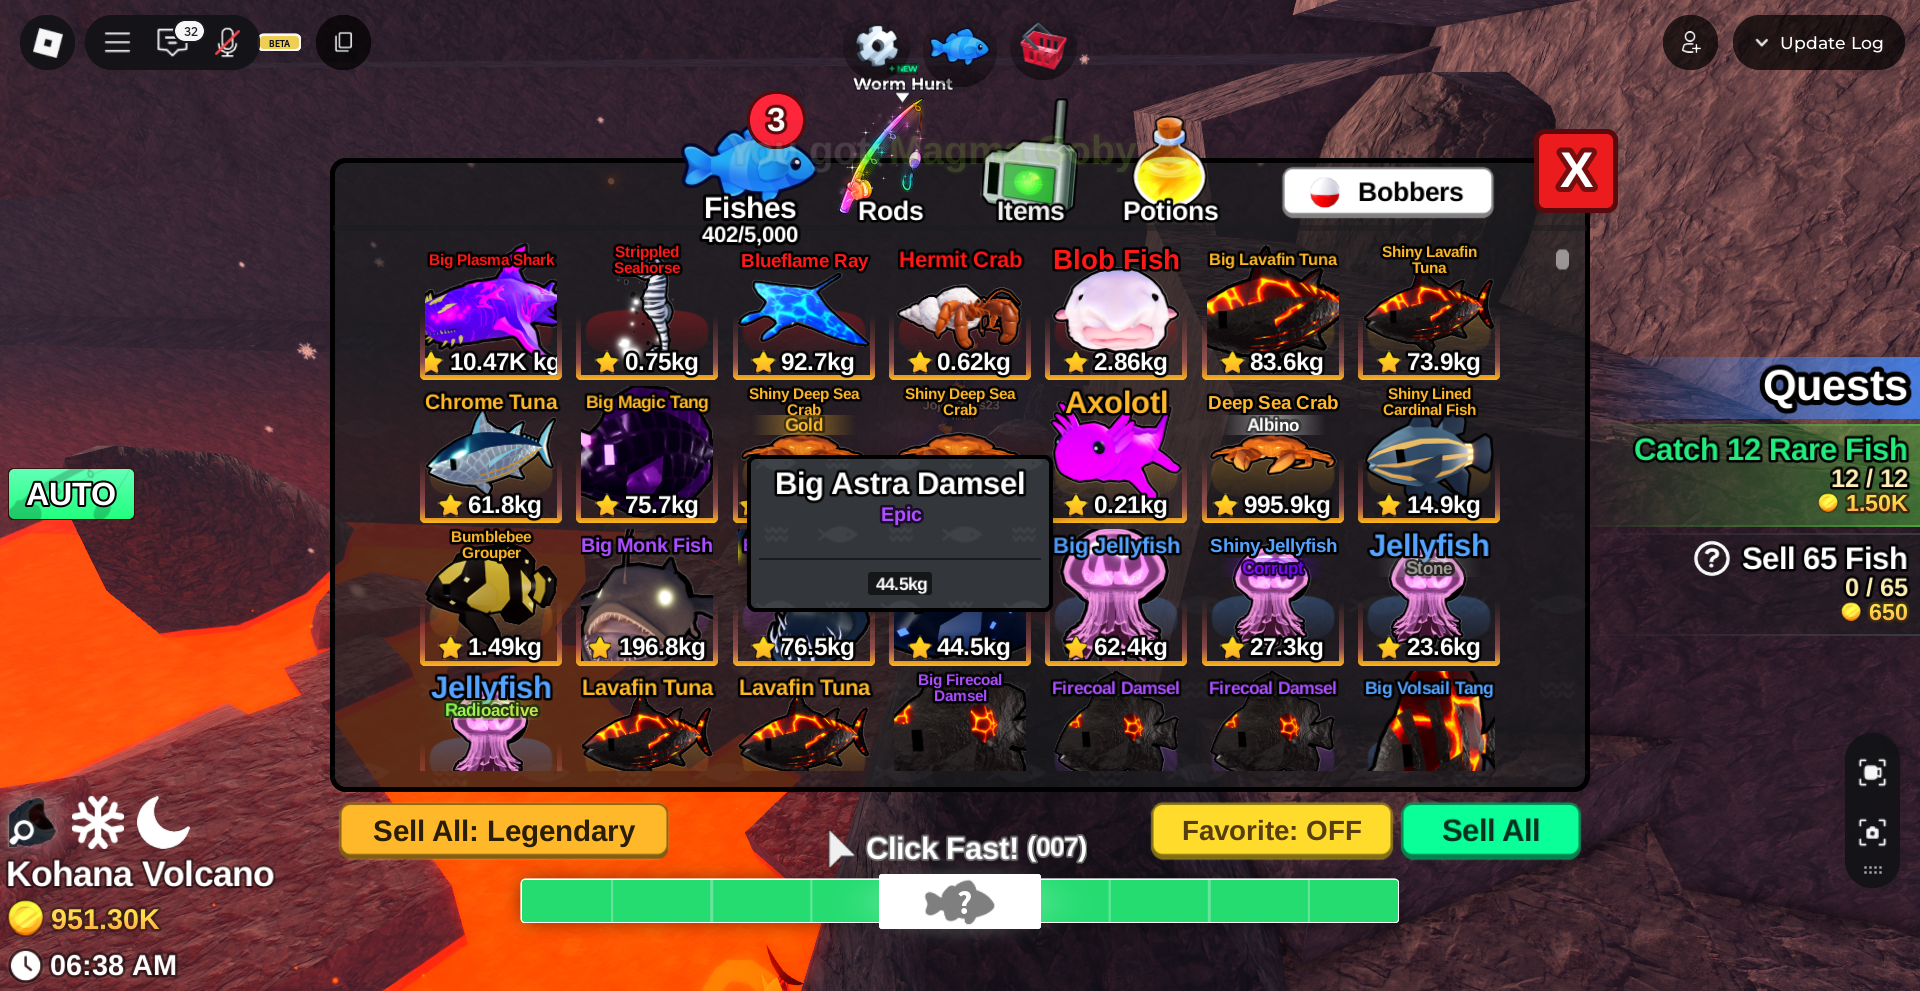 32
BETA
+ NEW
Worm Hunt
Update Log
3
You got Magma Goby
X
Fishes
402/5,000
Rods
Items
Potions
Bobbers
Big Plasma Shark
10.47K kg
Strippled
Seahorse
0.75kg
Blueflame Ray
92.7kg
Hermit Crab
0.62kg
Blob Fish
2.86kg
Big Lavafin Tuna
83.6kg
Shiny Lavafin
Tuna
73.9kg
Chrome Tuna
61.8kg
Big Magic Tang
75.7kg
Shiny Deep Sea
Crab
Gold
Shiny Deep Sea
Crab
Axolotl
0.21kg
Deep Sea Crab
Albino
995.9kg
Shiny Lined
Cardinal Fish
14.9kg
Big Astra Damsel
Epic
44.5kg
Bumblebee
Grouper
1.49kg
Big Monk Fish
196.8kg
76.5kg
44.5kg
Big Jellyfish
62.4kg
Shiny Jellyfish
Corrupt
27.3kg
Jellyfish
Stone
23.6kg
Jellyfish
Radioactive
Lavafin Tuna
Lavafin Tuna
Big Firecoal
Damsel
Firecoal Damsel
Firecoal Damsel
Big Volsail Tang
AUTO
Quests
Catch 12 Rare Fish
12 / 12
1.50K
? Sell 65 Fish
0 / 65
650
Sell All: Legendary
Click Fast! (007)
Favorite: OFF
Sell All
?
Kohana Volcano
951.30K
06:38 AM